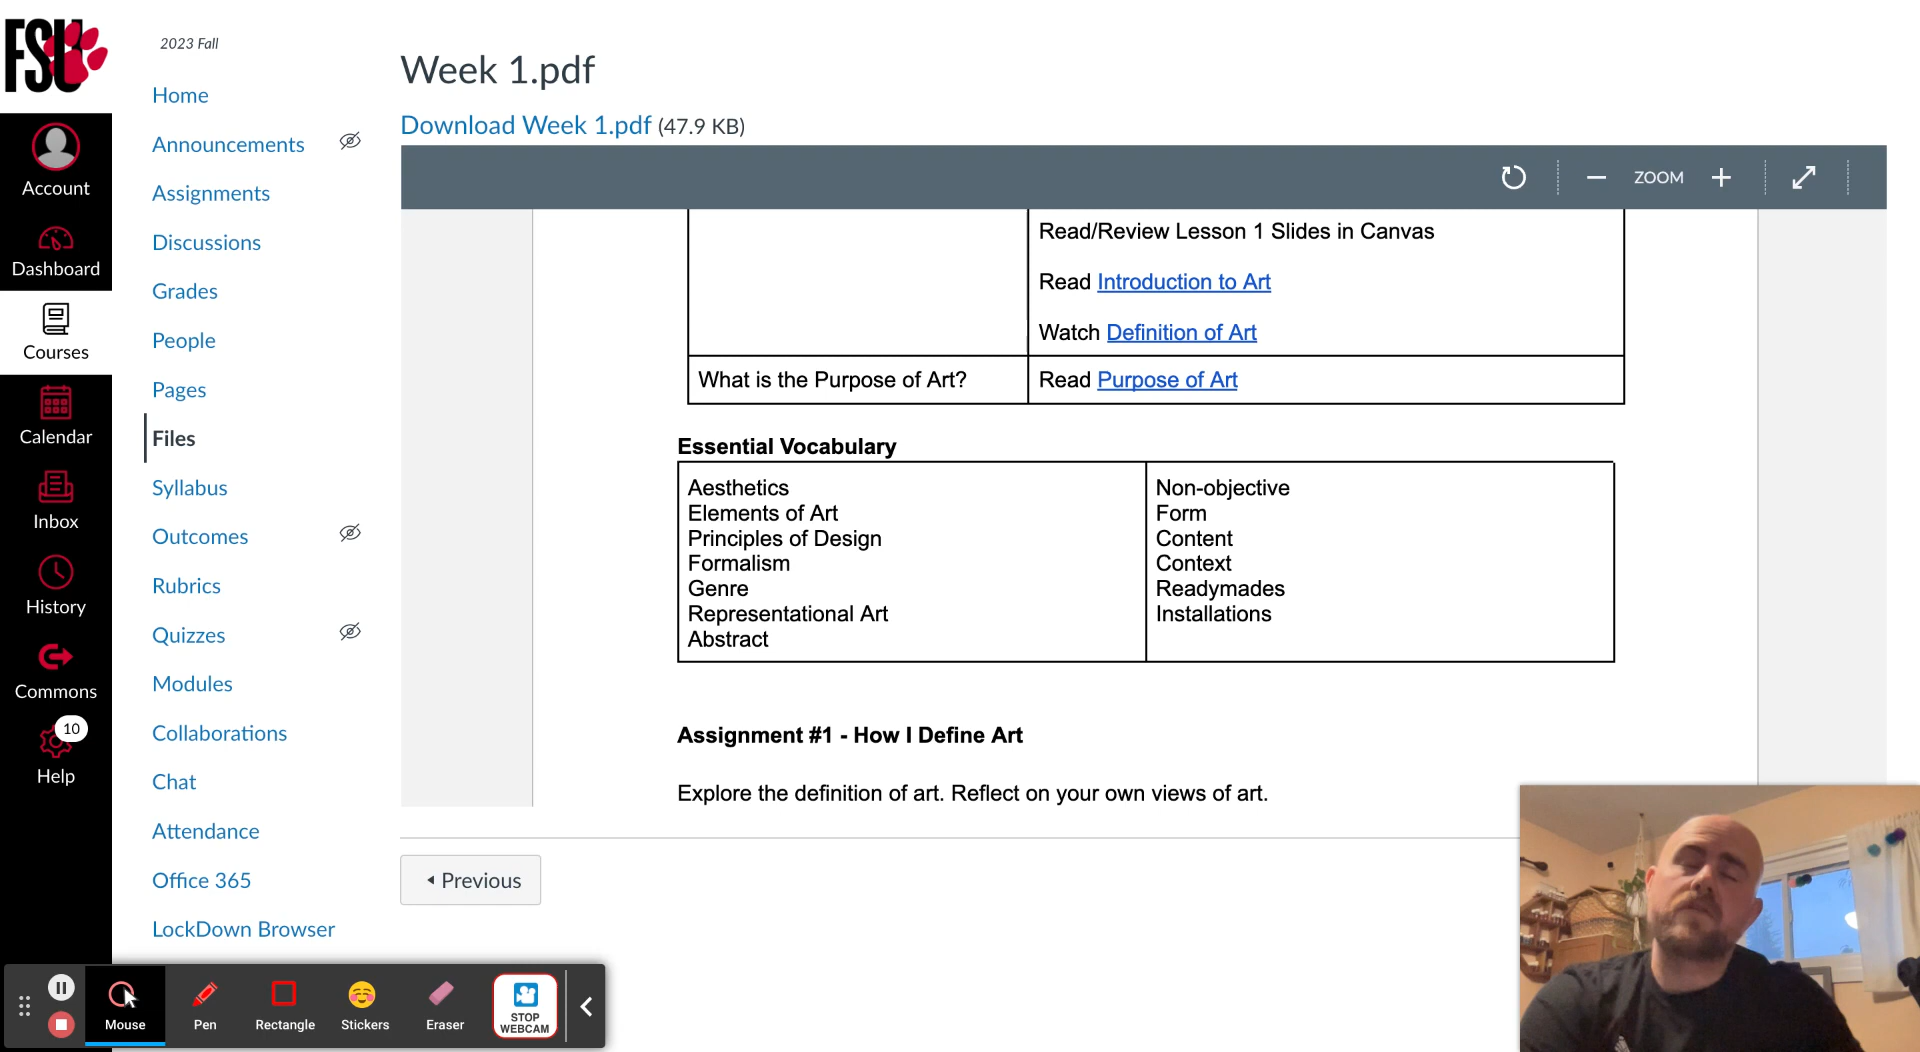 FSU
2023 Fall
Account
Dashboard
Courses
Calendar
Inbox
History
Commons
10
Help
Home
Announcements
Assignments
Discussions
Grades
People
Pages
Files
Syllabus
Outcomes
Rubrics
Quizzes
Modules
Collaborations
Chat
Attendance
Office 365
LockDown Browser
Week 1.pdf
Download Week 1.pdf (47.9 KB)
ZOOM
Read/Review Lesson 1 Slides in Canvas
Read Introduction to Art
Watch Definition of Art
What is the Purpose of Art?
Read Purpose of Art
Essential Vocabulary
Aesthetics
Elements of Art
Principles of Design
Formalism
Genre
Representational Art
Abstract
Non-objective
Form
Content
Context
Readymades
Installations
Assignment #1 - How I Define Art
Explore the definition of art. Reflect on your own views of art.
Previous
Mouse
Pen
Rectangle
Stickers
Eraser
STOP
WEBCAM